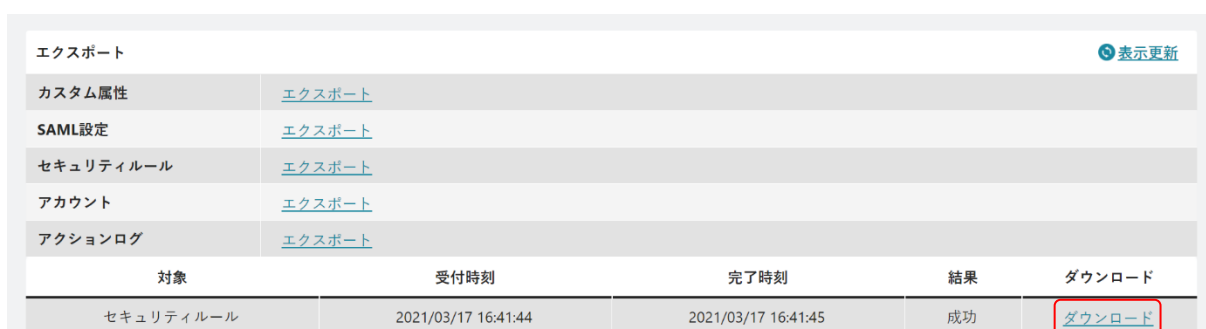 エクスポート 表示更新
カスタム属性 エクスポート
SAML設定 エクスポート
セキュリティルール エクスポート
アカウント エクスポート
アクションログ エクスポート
対象 受付時刻 完了時刻 結果 ダウンロード
セキュリティルール 2021/03/17 16:41:44 2021/03/17 16:41:45 成功 ダウンロード